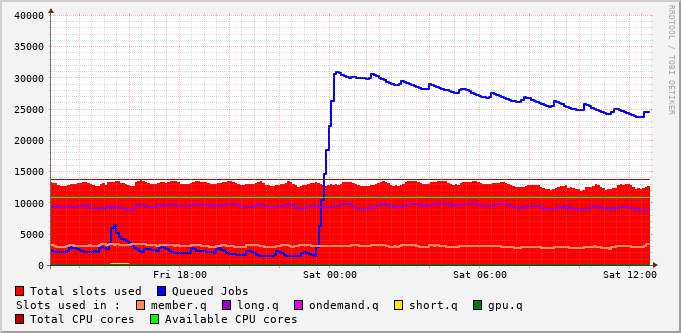 40000
35000
30000
25000
20000
15000
10000
5000
0
Fri 18:00 Sat 00:00 Sat 06:00 Sat 12:00
RRDTOOL / TOBI OETIKER
Total slots used Queued Jobs
Slots used in : member.q long.q ondemand.q short.q gpu.q
Total CPU cores Available CPU cores